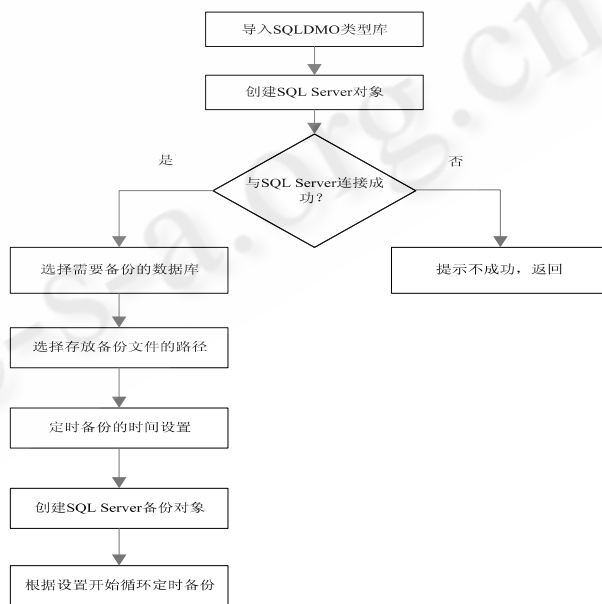 导入SQLDMO类型库
创建SQL Server对象
是
否
与SQL Server连接成
功？
选择需要备份的数据库
提示不成功，返回
选择存放备份文件的路径
定时备份的时间设置
创建SQL Server备份对象
根据设置开始循环定时备份
-s-a.org.cn